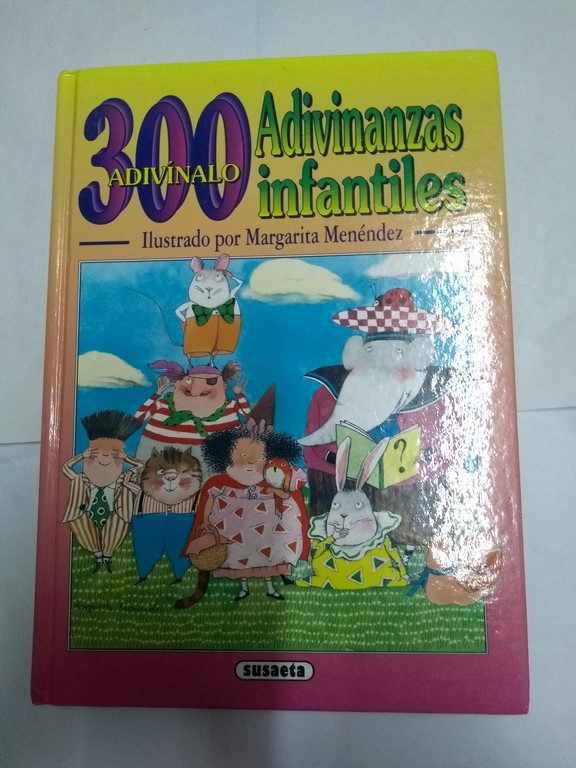 300 Adivinanzas
ADIVÍNALO infantiles
Ilustrado por Margarita Menéndez
?
susaeta